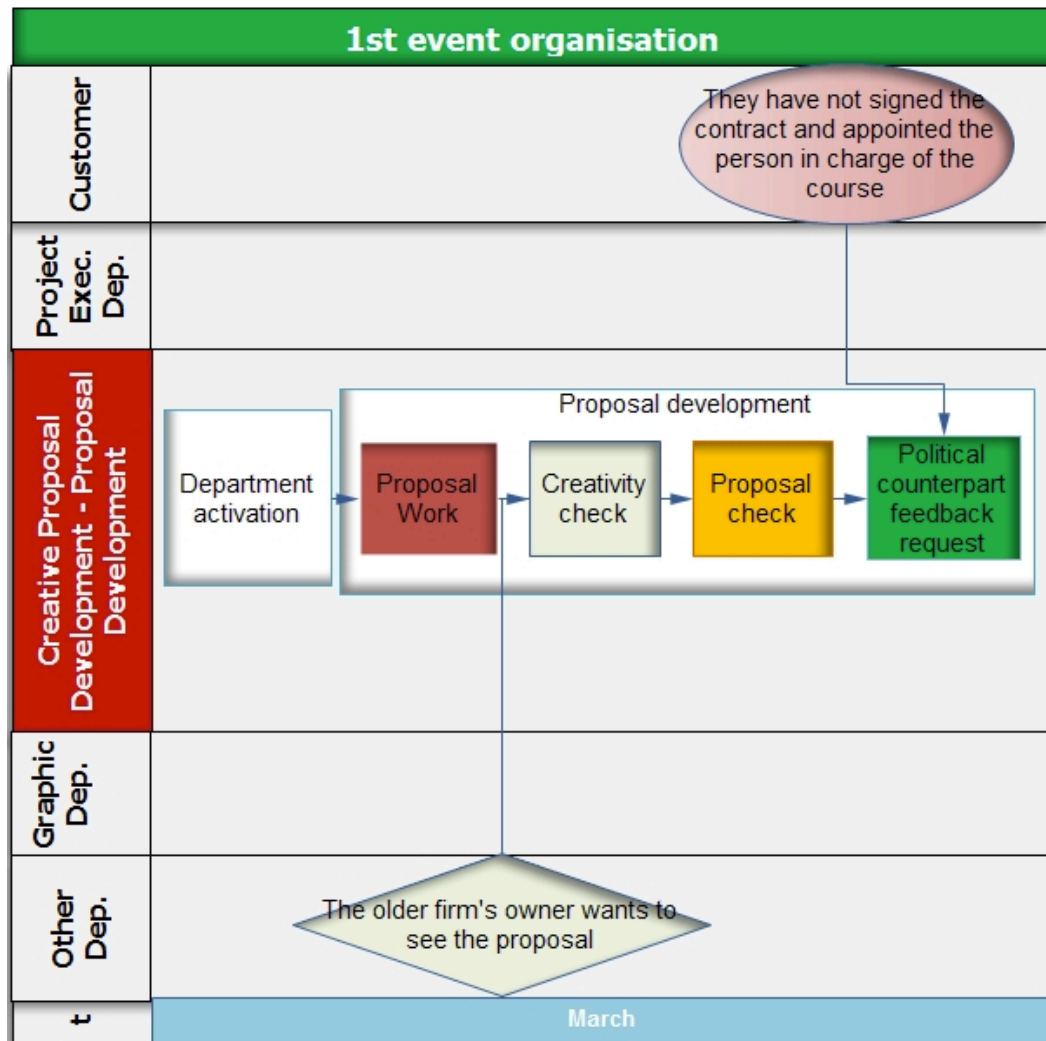 1st event organisation
Customer
They have not signed the
contract and appointed the
person in charge of the
course
Project
Exec.
Dep.
Creative Proposal
Development - Proposal
Development
Department
activation
Proposal development
Proposal
Work
Creativity
check
Proposal
check
Political
counterpart
feedback
request
Graphic
Dep.
Other
Dep.
The older firm's owner wants to
see the proposal
t
March